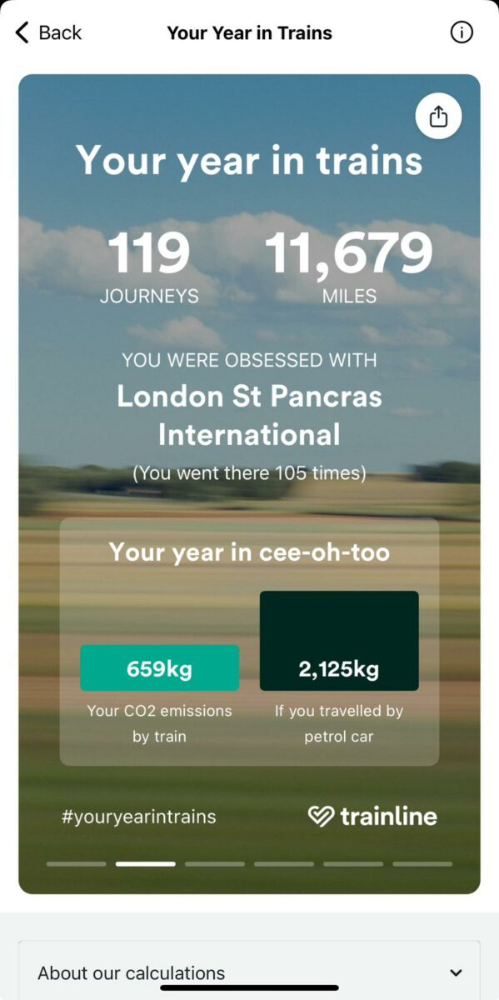 Back
Your Year in Trains
Your year in trains
119
JOURNEYS
11,679
MILES
YOU WERE OBSESSED WITH
London St Pancras
International
(You went there 105 times)
Your year in cee-oh-too
659kg
Your CO2 emissions
by train
2,125kg
If you travelled by
petrol car
#youryearintrains
trainline
About our calculations